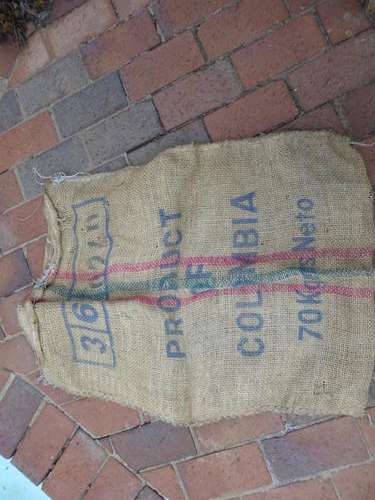 PRODUCT
OF
COLOMBIA
70 Kgs Neto